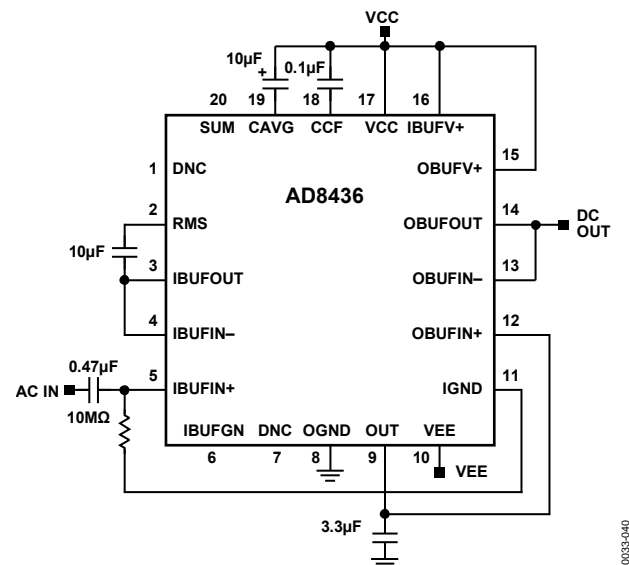 VCC
10µF
+
0.1µF
20 19 18 17 16
SUM CAVG CCF VCC IBUFV+
15
OBUFV+
1 DNC
AD8436
2 RMS
OBUFOUT 14
DC
OUT
10µF
3 IBUFOUT
OBUFIN– 13
4 IBUFIN–
OBUFIN+ 12
0.47µF
AC IN
5 IBUFIN+
IGND 11
10MΩ
IBUFGN DNC OGND OUT VEE
6 7 8 9 10
VEE
3.3µF
0033-040